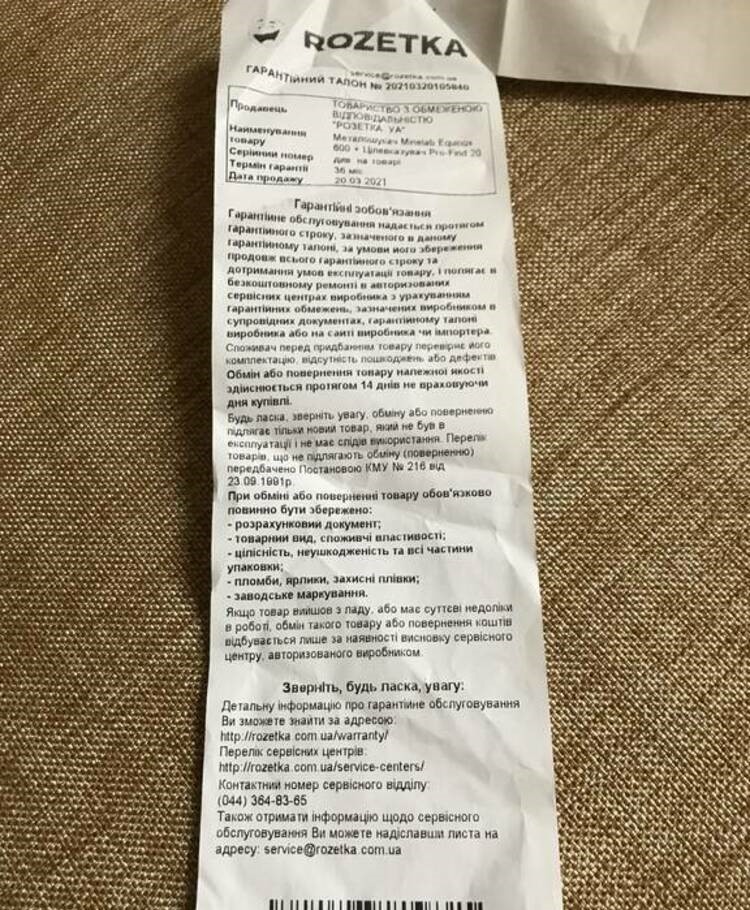 ROZETKA
service@rozetka.com.ua
ГАРАНТІЙНИЙ ТАЛОН № 20210320105840
Продавець ТОВАРИСТВО З ОБМЕЖЕНОЮ
ВІДПОВІДАЛЬНІСТЮ
"РОЗЕТКА. УА"
Найменування Металошукач Minelab Equinox
товару 600 + Цілевказувач Pro-Find 20
Серійний номер див. на товарі
Термін гарантії 36 міс
Дата продажу 20.03.2021
Гарантійні зобов'язання
Гарантійне обслуговування надається протягом
гарантійного строку, зазначеного в даному
гарантійному талоні, за умови його збереження
продовж всього гарантійного строку та
дотримання умов експлуатації товару, і полягає в
безкоштовному ремонті в авторизованих
сервісних центрах виробника з урахуванням
гарантійних обмежень, зазначених виробником в
супровідних документах, гарантійному талоні
виробника або на сайті виробника чи імпортера.
Споживач перед придбанням товару перевіряє його
комплектацію, відсутність пошкоджень або дефектів
Обмін або повернення товару належної якості
здійснюється протягом 14 днів не враховуючи
дня купівлі.
Будь ласка, зверніть увагу, обміну або поверненню
підлягає тільки новий товар, який не був в
експлуатації і не має слідів використання. Перелік
товарів, що не підлягають обміну (поверненню)
передбачено Постановою КМУ № 216 від
23.09.1991р.
При обміні або поверненні товару обов'язково
повинно бути збережено:
- розрахунковий документ;
- товарний вид, споживчі властивості;
- цілісність, неушкодженість та всі частини
упаковки;
- пломби, ярлики, захисні плівки;
- заводське маркування.
Якщо товар вийшов з ладу, або має суттєві недоліки
в роботі, обмін такого товару або повернення коштів
відбувається лише за наявності висновку сервісного
центру, авторизованого виробником.
Зверніть, будь ласка, увагу:
Детальну інформацію про гарантійне обслуговування
Ви зможете знайти за адресою:
http://rozetka.com.ua/warranty/
Перелік сервісних центрів:
http://rozetka.com.ua/service-centers/
Контактний номер сервісного відділу:
(044) 364-83-65
Також отримати інформацію щодо сервісного
обслуговування Ви можете надіславши листа на
адресу: service@rozetka.com.ua